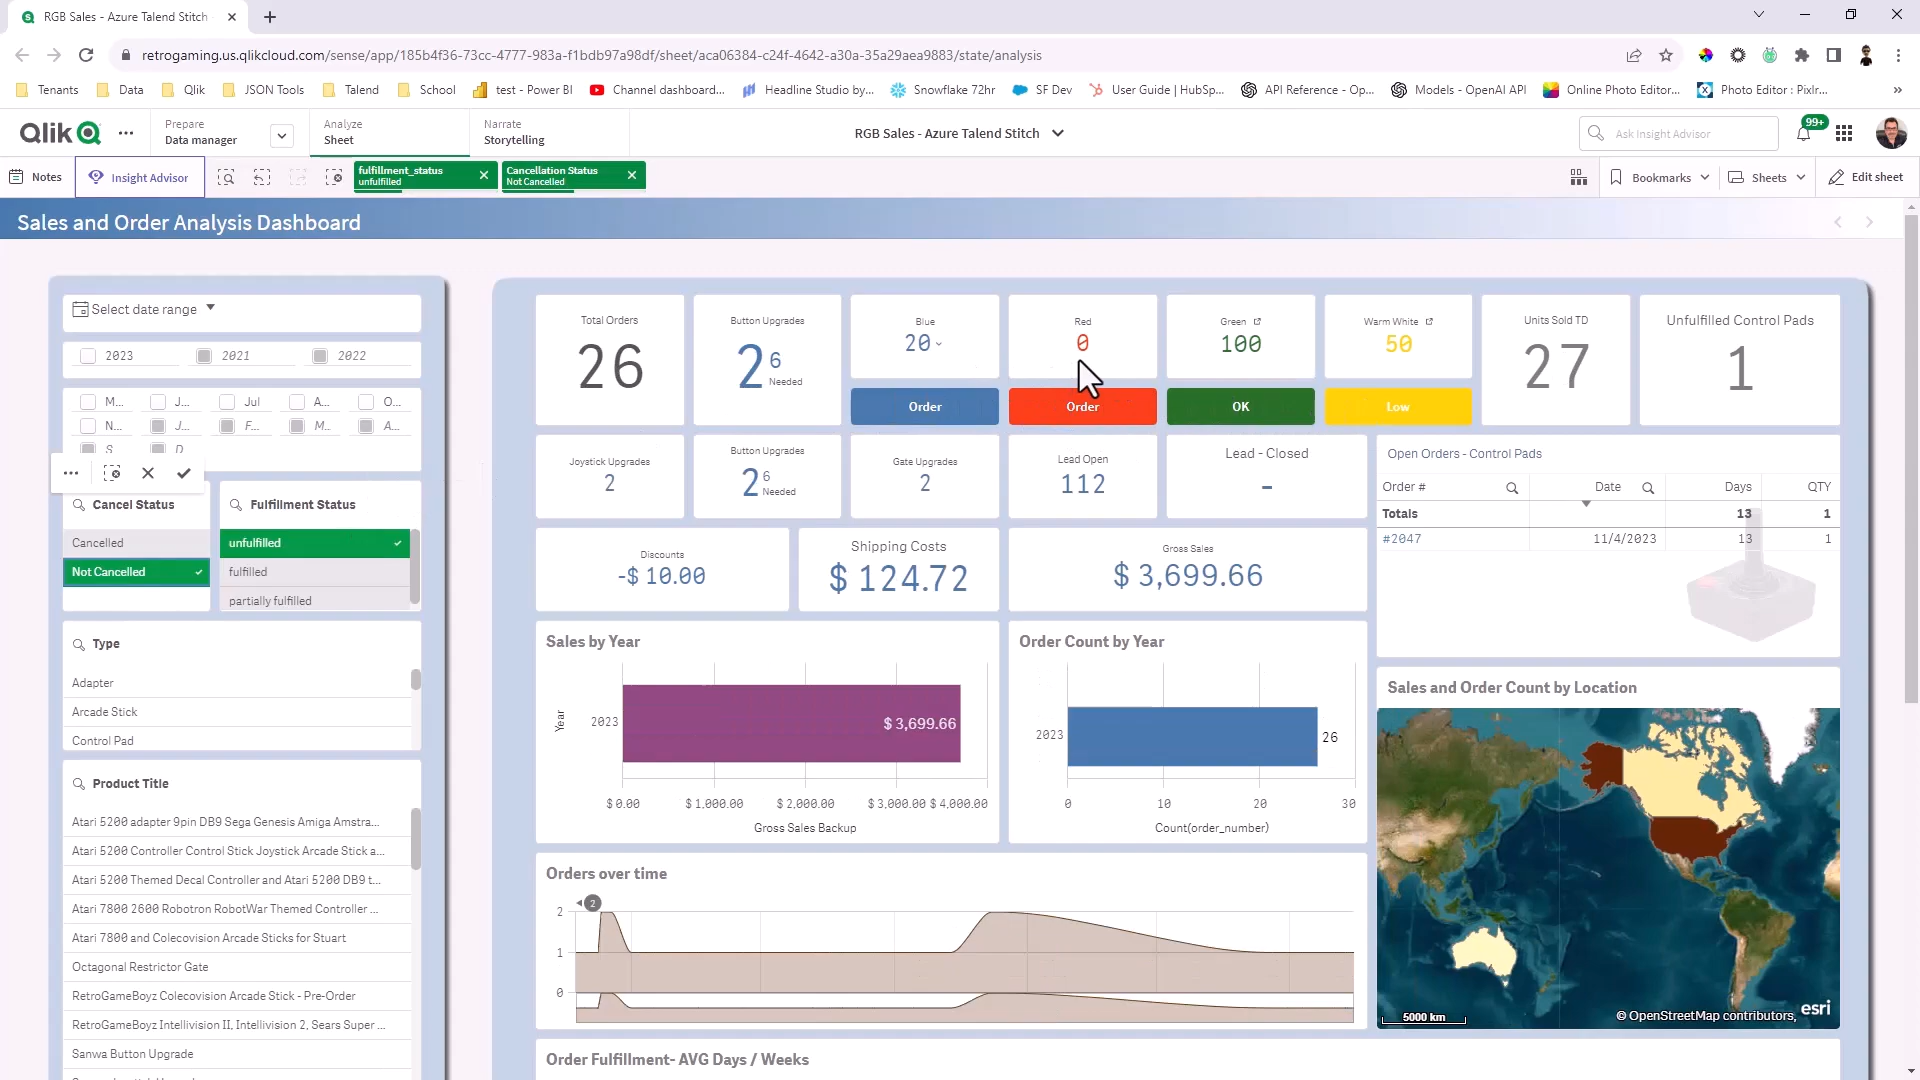 RGB Sales - Azure Talend Stitch
retrogaming.us.qlikcloud.com/sense/app/185b4f36-73cc-4777-983a-f1bdb97a98df/sheet/aca06384-c24f-4642-a30a-35a29aea9883/state/analysis
Tenants
Data
Qlik
JSON Tools
Talend
School
test - Power BI
Channel dashboard...
Headline Studio by...
Snowflake 72hr
SF Dev
User Guide | HubSp...
API Reference - Op...
Models - OpenAI API
Online Photo Editor...
Photo Editor : Pixlr...
Qlik
Prepare
Data manager
Analyze
Sheet
Narrate
Storytelling
RGB Sales - Azure Talend Stitch
Ask Insight Advisor
99+
Notes
Insight Advisor
fulfillment_status
unfulfilled
Cancellation Status
Not Cancelled
Bookmarks
Sheets
Edit sheet
Sales and Order Analysis Dashboard
Select date range
2023
2021
2022
M...
J...
Jul
A...
O...
N...
J...
F...
M...
A...
S
D
Cancel Status
Cancelled
Not Cancelled
Fulfillment Status
unfulfilled
fulfilled
partially fulfilled
Type
Adapter
Arcade Stick
Control Pad
Product Title
Atari 5200 adapter 9pin DB9 Sega Genesis Amiga Amstra...
Atari 5200 Controller Control Stick Joystick Arcade Stick a...
Atari 5200 Themed Decal Controller and Atari 5200 DB9 t...
Atari 7800 2600 Robotron RobotWar Themed Controller ...
Atari 7800 and Colecovision Arcade Sticks for Stuart
Octagonal Restrictor Gate
RetroGameBoyz Colecovision Arcade Stick - Pre-Order
RetroGameBoyz Intellivision II, Intellivision 2, Sears Super ...
Sanwa Button Upgrade
Total Orders
26
Button Upgrades
2 6
Needed
Blue
20
Order
Red
0
Order
Green
100
OK
Warm White
50
Low
Units Sold TD
27
Unfulfilled Control Pads
1
Joystick Upgrades
2
Button Upgrades
2 6
Needed
Gate Upgrades
2
Lead Open
112
Lead - Closed
-
Open Orders - Control Pads
Order # Date Days QTY
Totals 13 1
#2047 11/4/2023 13 1
Discounts
-$ 10.00
Shipping Costs
$ 124.72
Gross Sales
$ 3,699.66
Sales by Year
Year
2023
$ 3,699.66
$ 0.00 $ 1,000.00 $ 2,000.00 $ 3,000.00 $ 4,000.00
Gross Sales Backup
Order Count by Year
2023
26
0 10 20 30
Count(order_number)
Sales and Order Count by Location
5000 km
© OpenStreetMap contributors,
esri
Orders over time
2
2
1
0
Order Fulfillment- AVG Days / Weeks